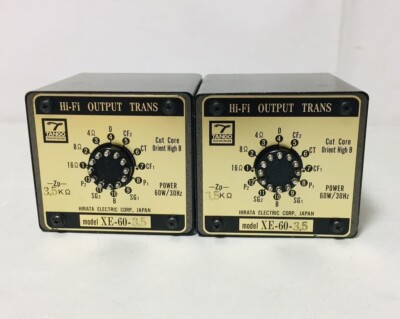 Hi-Fi OUTPUT TRANS
TANGO
0
4Ω
CF2
8Ω
CT
16Ω
CF1
P2
P1
SG2
SG1
B
Cut Core
Orient High B
—Zp—
3,5KΩ
POWER
60W/30Hz
HIRATA ELECTRIC CORP, JAPAN
model XE-60-3,5
Hi-Fi OUTPUT TRANS
TANGO
0
4Ω
CF2
8Ω
CT
16Ω
CF1
P2
P1
SG2
SG1
B
Cut Core
Orient High B
—Zp—
3,5KΩ
POWER
60W/30Hz
HIRATA ELECTRIC CORP, JAPAN
model XE-60-3,5